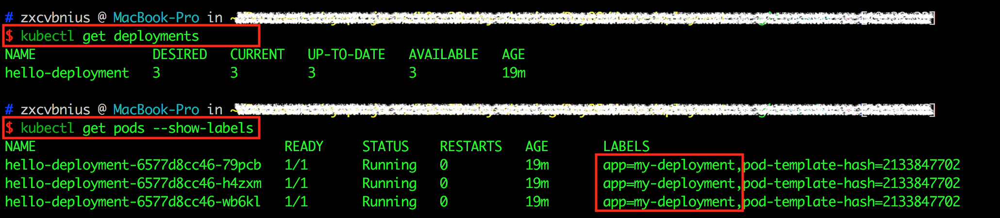 # zxcvbnius @ MacBook-Pro in ~
$ kubectl get deployments
NAME DESIRED CURRENT UP-TO-DATE AVAILABLE AGE
hello-deployment 3 3 3 3 19m
# zxcvbnius @ MacBook-Pro in ~
$ kubectl get pods --show-labels
NAME READY STATUS RESTARTS AGE LABELS
hello-deployment-6577d8cc46-79pcb 1/1 Running 0 19m app=my-deployment,pod-template-hash=2133847702
hello-deployment-6577d8cc46-h4zxm 1/1 Running 0 19m app=my-deployment,pod-template-hash=2133847702
hello-deployment-6577d8cc46-wb6kl 1/1 Running 0 19m app=my-deployment,pod-template-hash=2133847702